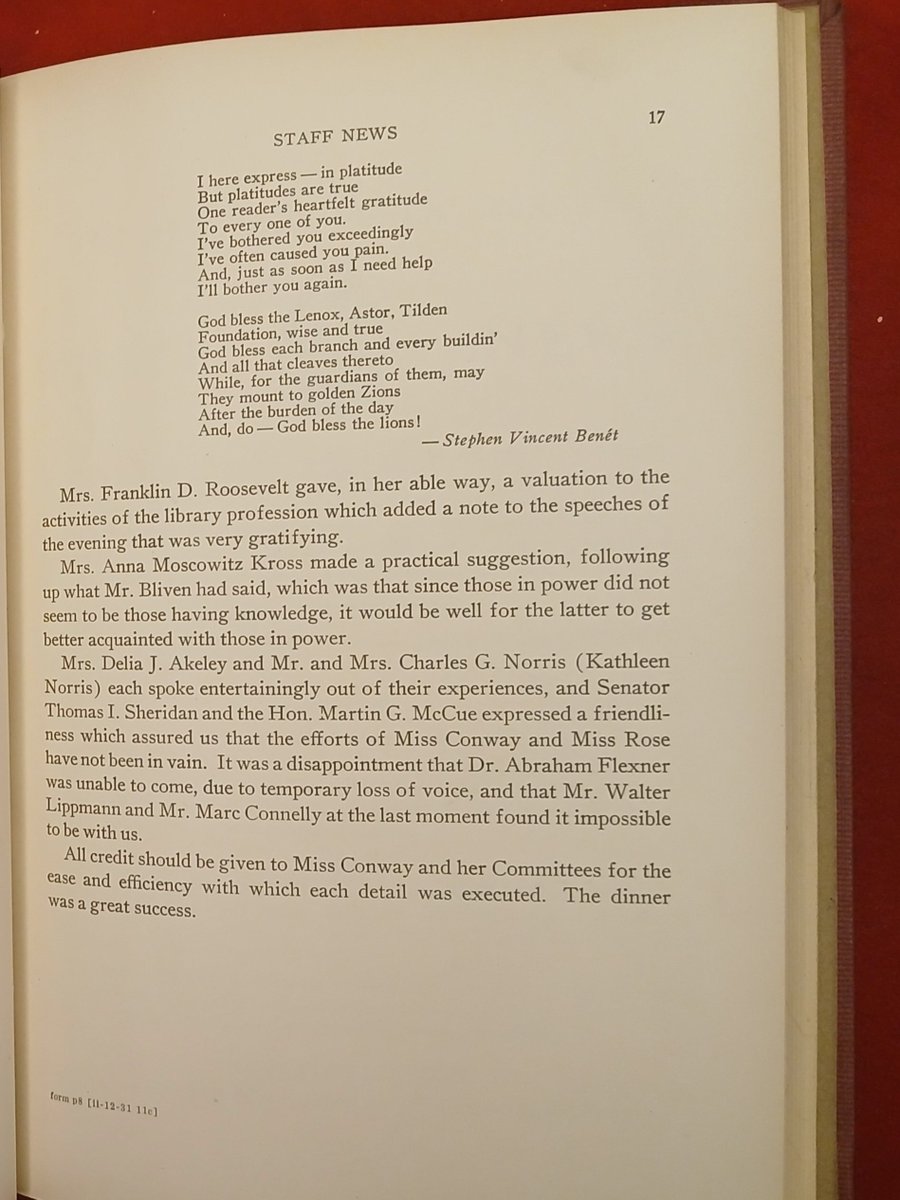 17
STAFF NEWS
I here express — in platitude
But platitudes are true
One reader's heartfelt gratitude
To every one of you.
I've bothered you exceedingly
I've often caused you pain.
And, just as soon as I need help
I'll bother you again.
God bless the Lenox, Astor, Tilden
Foundation, wise and true
God bless each branch and every buildin'
And all that cleaves thereto
While, for the guardians of them, may
They mount to golden Zions
After the burden of the day
And, do — God bless the lions!
— Stephen Vincent Benét
Mrs. Franklin D. Roosevelt gave, in her able way, a valuation to the
activities of the library profession which added a note to the speeches of
the evening that was very gratifying.
Mrs. Anna Moscowitz Kross made a practical suggestion, following
up what Mr. Bliven had said, which was that since those in power did not
seem to be those having knowledge, it would be well for the latter to get
better acquainted with those in power.
Mrs. Delia J. Akeley and Mr. and Mrs. Charles G. Norris (Kathleen
Norris) each spoke entertainingly out of their experiences, and Senator
Thomas I. Sheridan and the Hon. Martin G. McCue expressed a friendli-
ness which assured us that the efforts of Miss Conway and Miss Rose
have not been in vain. It was a disappointment that Dr. Abraham Flexner
was unable to come, due to temporary loss of voice, and that Mr. Walter
Lippmann and Mr. Marc Connelly at the last moment found it impossible
to be with us.
All credit should be given to Miss Conway and her Committees for the
ease and efficiency with which each detail was executed. The dinner
was a great success.
form p8 [11-12-31 11c]